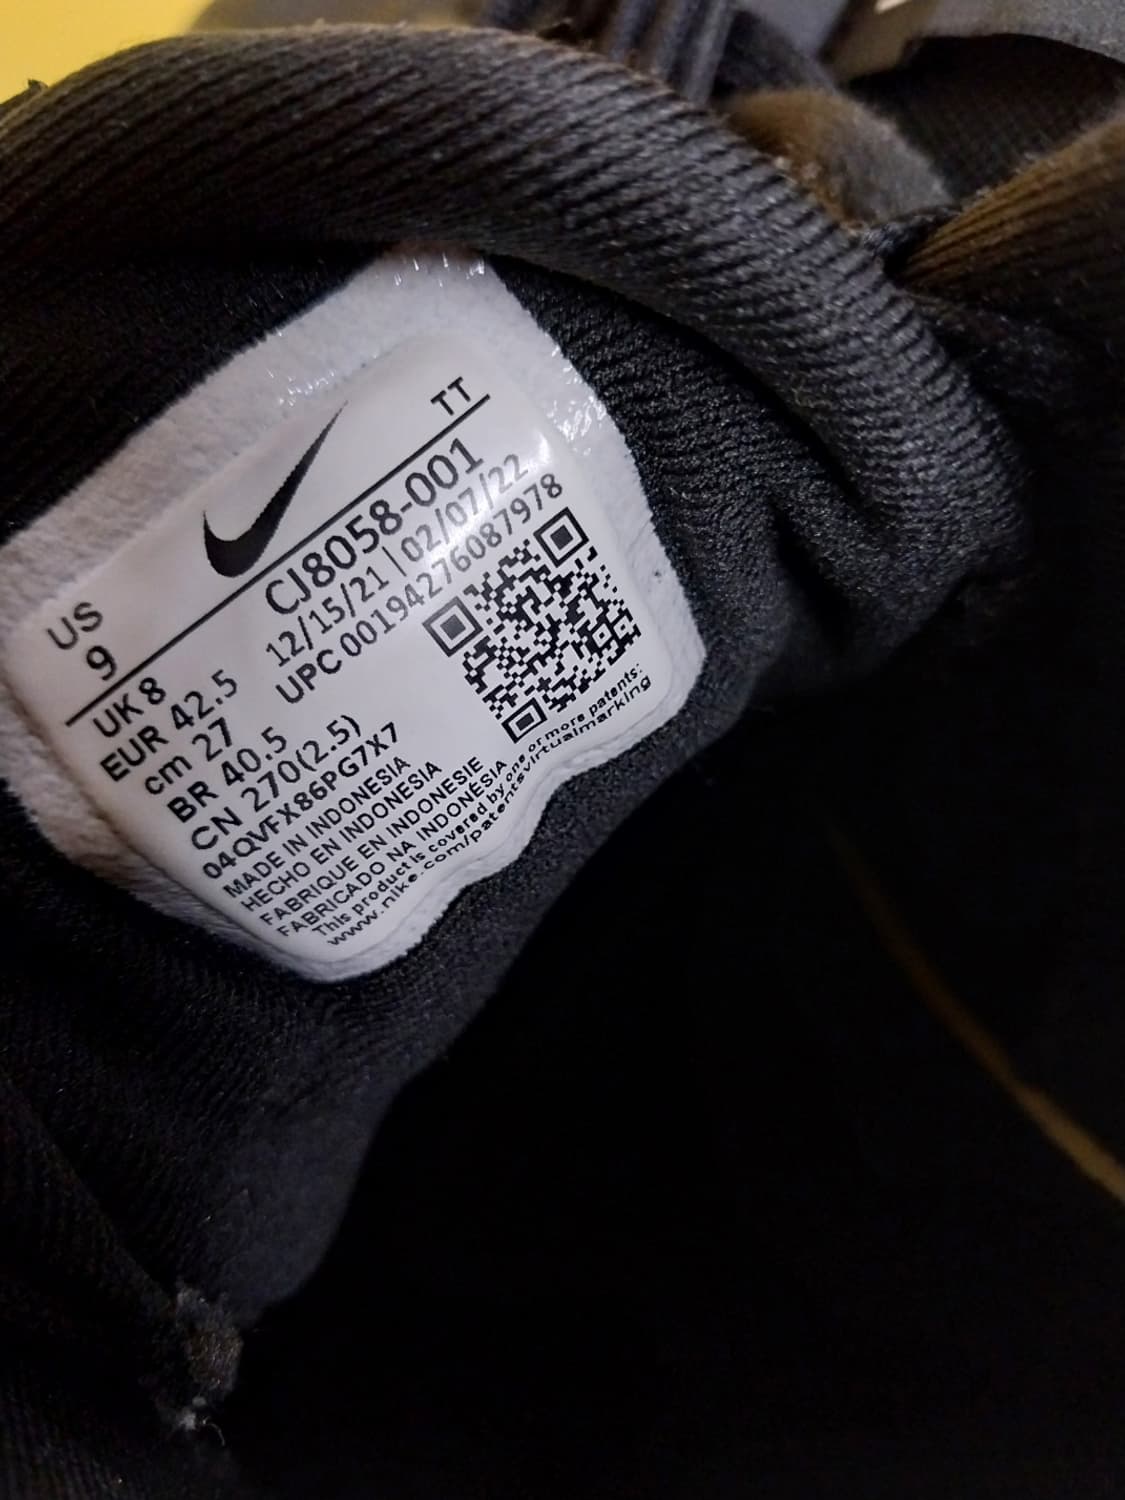 TT
US
9
CJ8058-001
12/15/21 | 02/07/22
UPC 00194276087978
UK 8
EUR 42.5
cm 27
BR 40.5
CN 270(2.5)
04QVFX86PG7X7
MADE IN INDONESIA
HECHO EN INDONESIA
FABRIQUE EN INDONESIE
FABRICADO NA INDONÉSIA
This product is covered by one or more patents:
www.nike.com/patentsvirtualmarking